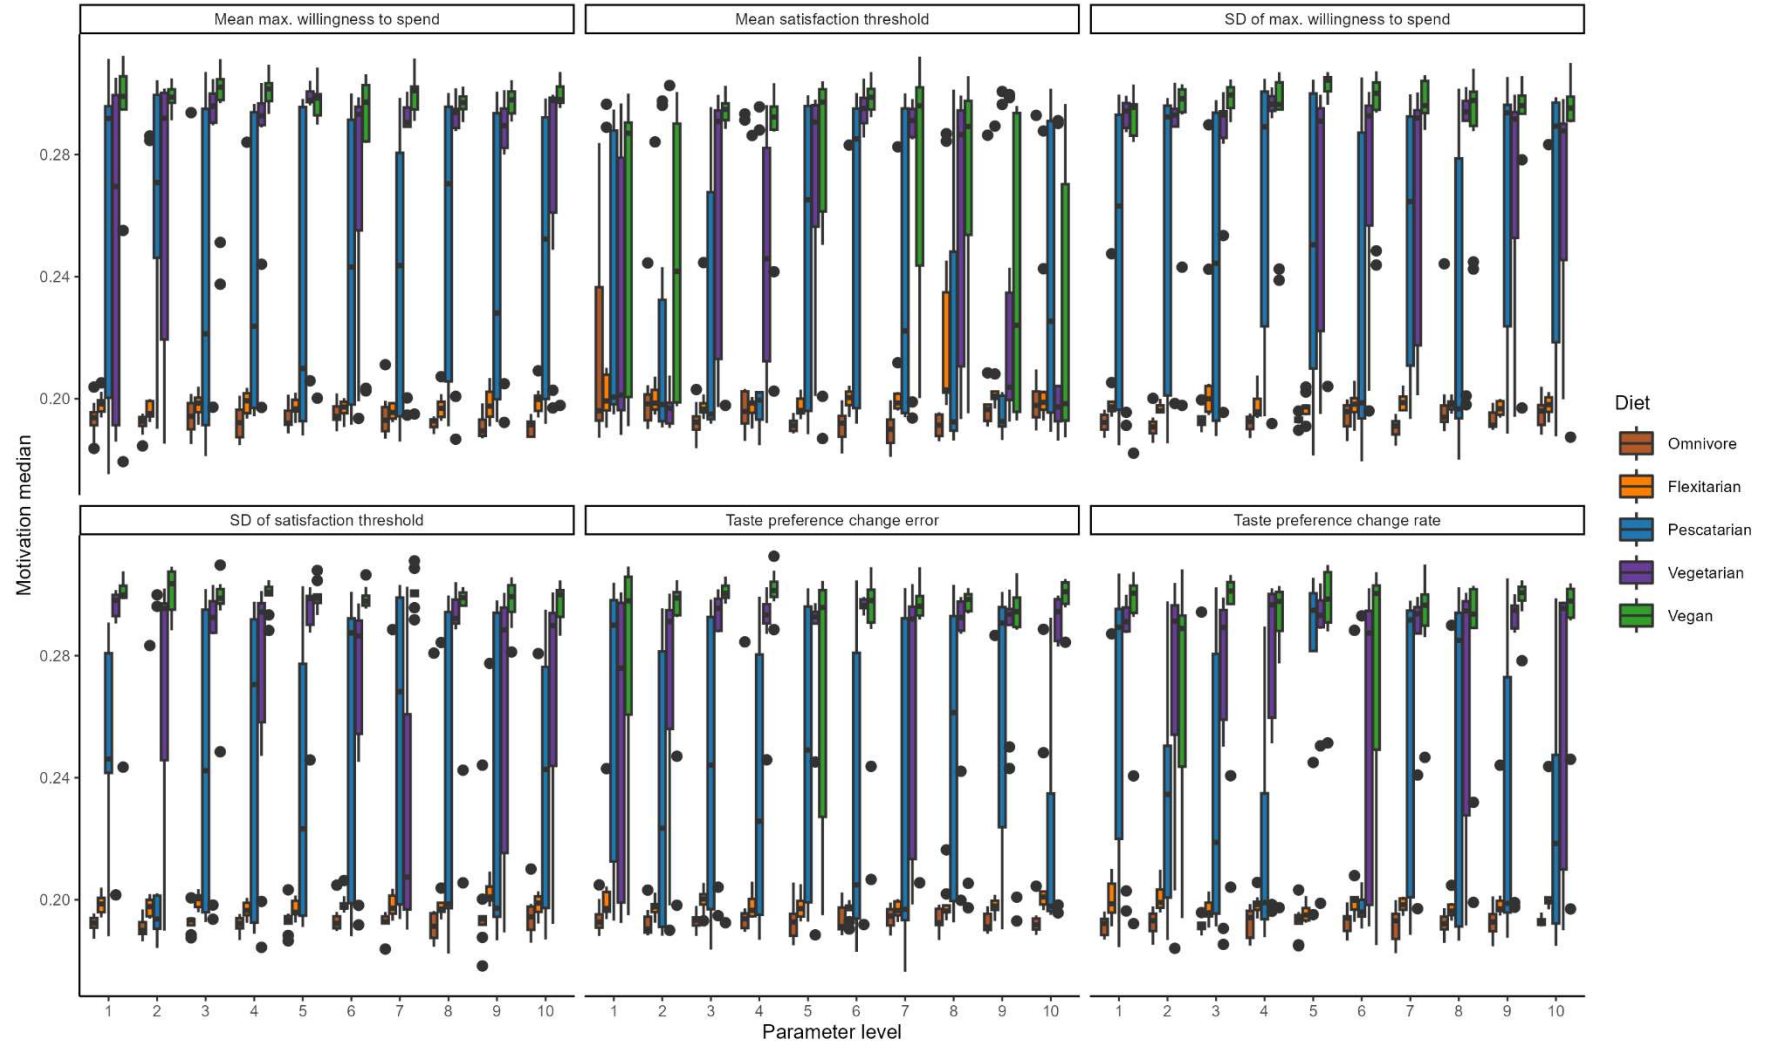 Mean max. willingness to spend
Mean satisfaction threshold
SD of max. willingness to spend
0.28
0.24
0.20
SD of satisfaction threshold
Taste preference change error
Taste preference change rate
0.28
0.24
0.20
1 2 3 4 5 6 7 8 9 10
1 2 3 4 5 6 7 8 9 10
1 2 3 4 5 6 7 8 9 10
Motivation median
Parameter level
Diet
Omnivore
Flexitarian
Pescatarian
Vegetarian
Vegan